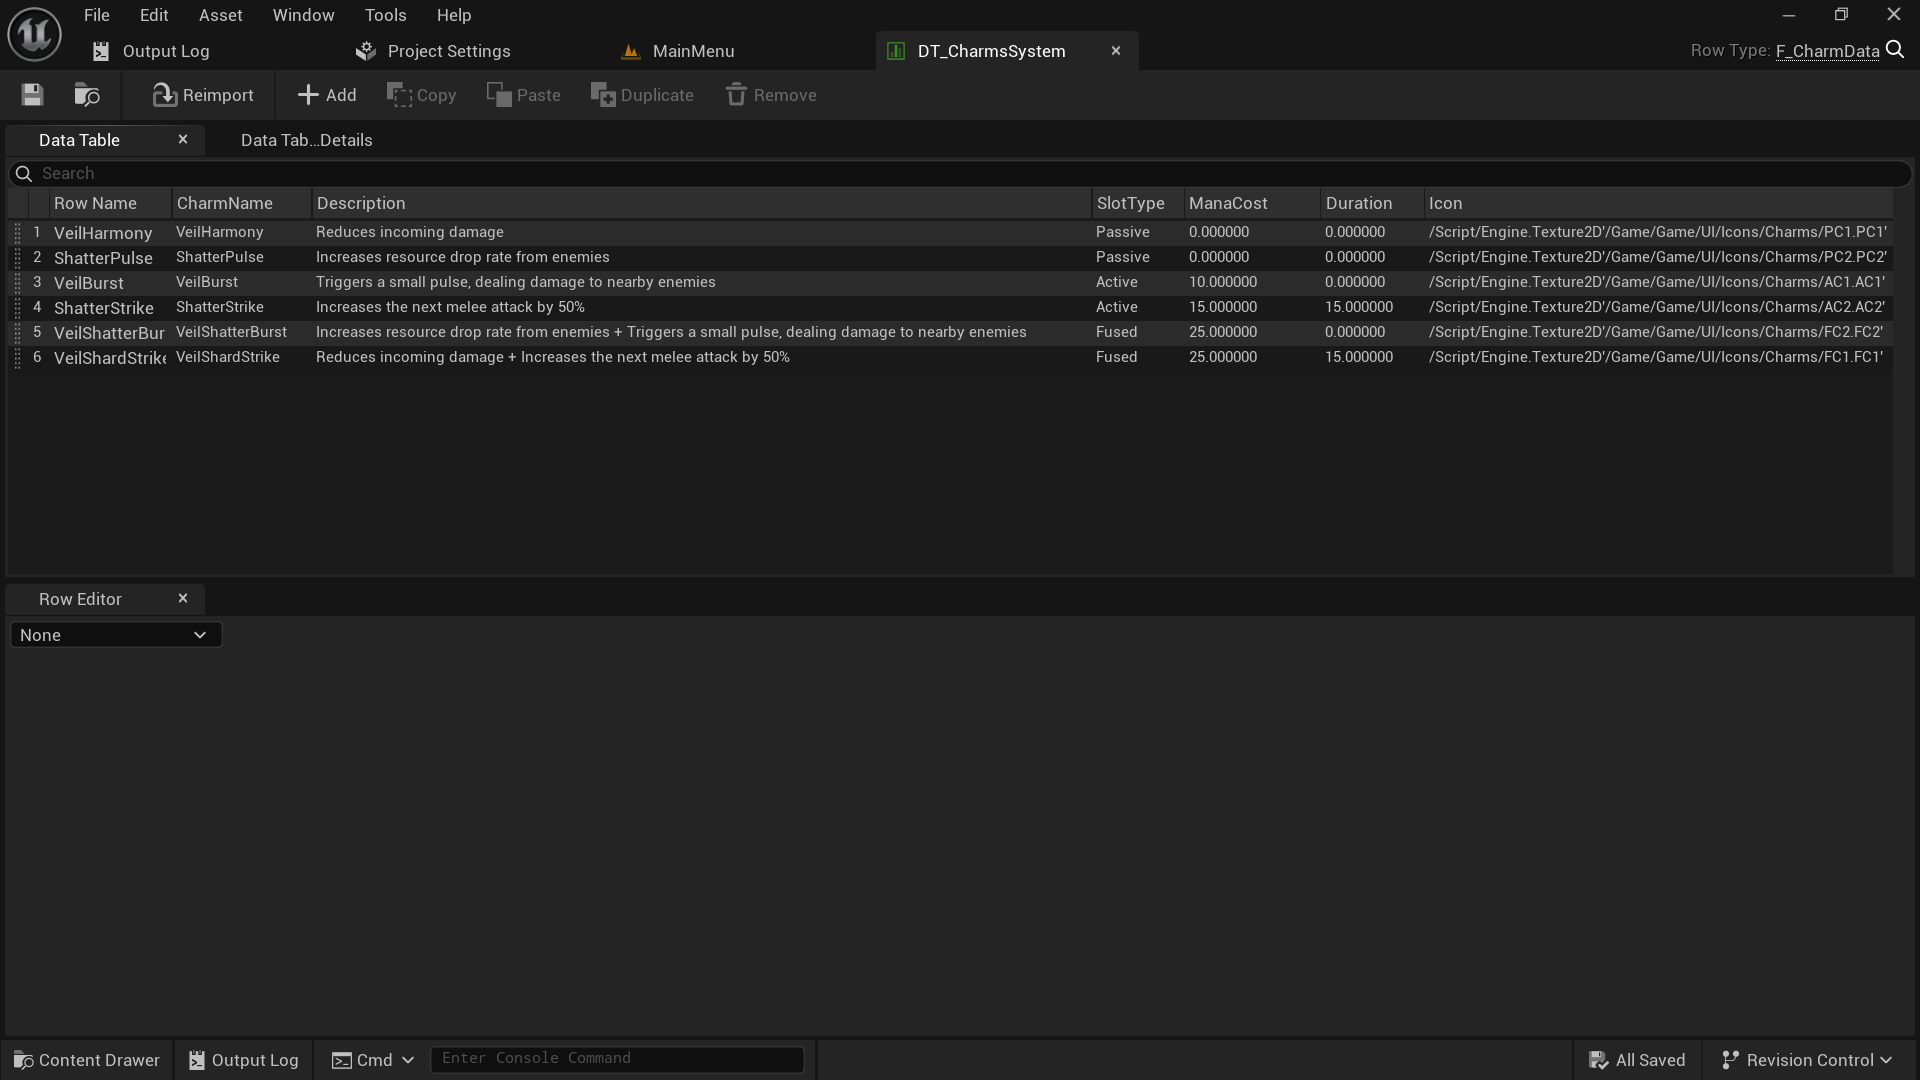 File Edit Asset Window Tools Help
Output Log Project Settings MainMenu DT_CharmsSystem Row Type: F_CharmData
Reimport Add Copy Paste Duplicate Remove
Data Table Data Tab...Details
Search
Row Name CharmName Description SlotType ManaCost Duration Icon
1 VeilHarmony VeilHarmony Reduces incoming damage Passive 0.000000 0.000000 /Script/Engine.Texture2D'/Game/Game/UI/Icons/Charms/PC1.PC1'
2 ShatterPulse ShatterPulse Increases resource drop rate from enemies Passive 0.000000 0.000000 /Script/Engine.Texture2D'/Game/Game/UI/Icons/Charms/PC2.PC2'
3 VeilBurst VeilBurst Triggers a small pulse, dealing damage to nearby enemies Active 10.000000 0.000000 /Script/Engine.Texture2D'/Game/Game/UI/Icons/Charms/AC1.AC1'
4 ShatterStrike ShatterStrike Increases the next melee attack by 50% Active 15.000000 15.000000 /Script/Engine.Texture2D'/Game/Game/UI/Icons/Charms/AC2.AC2'
5 VeilShatterBur VeilShatterBurst Increases resource drop rate from enemies + Triggers a small pulse, dealing damage to nearby enemies Fused 25.000000 0.000000 /Script/Engine.Texture2D'/Game/Game/UI/Icons/Charms/FC2.FC2'
6 VeilShardStrike VeilShardStrike Reduces incoming damage + Increases the next melee attack by 50% Fused 25.000000 15.000000 /Script/Engine.Texture2D'/Game/Game/UI/Icons/Charms/FC1.FC1'
Row Editor
None
Content Drawer Output Log Cmd Enter Console Command All Saved Revision Control